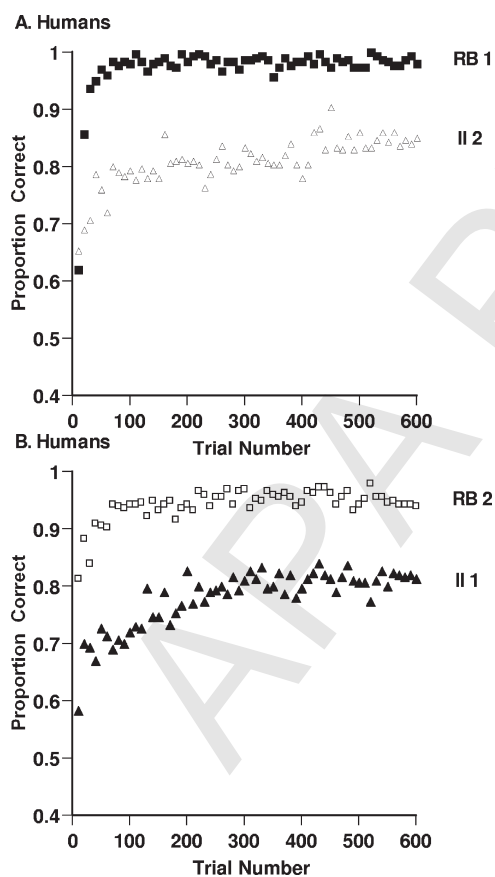 A. Humans
1
0.9
0.8
0.7
0.6
0.5
0.4
Proportion Correct
RB 1
II 2
0 100 200 300 400 500 600
Trial Number
B. Humans
1
0.9
0.8
0.7
0.6
0.5
0.4
Proportion Correct
RB 2
II 1
0 100 200 300 400 500 600
Trial Number
APA P